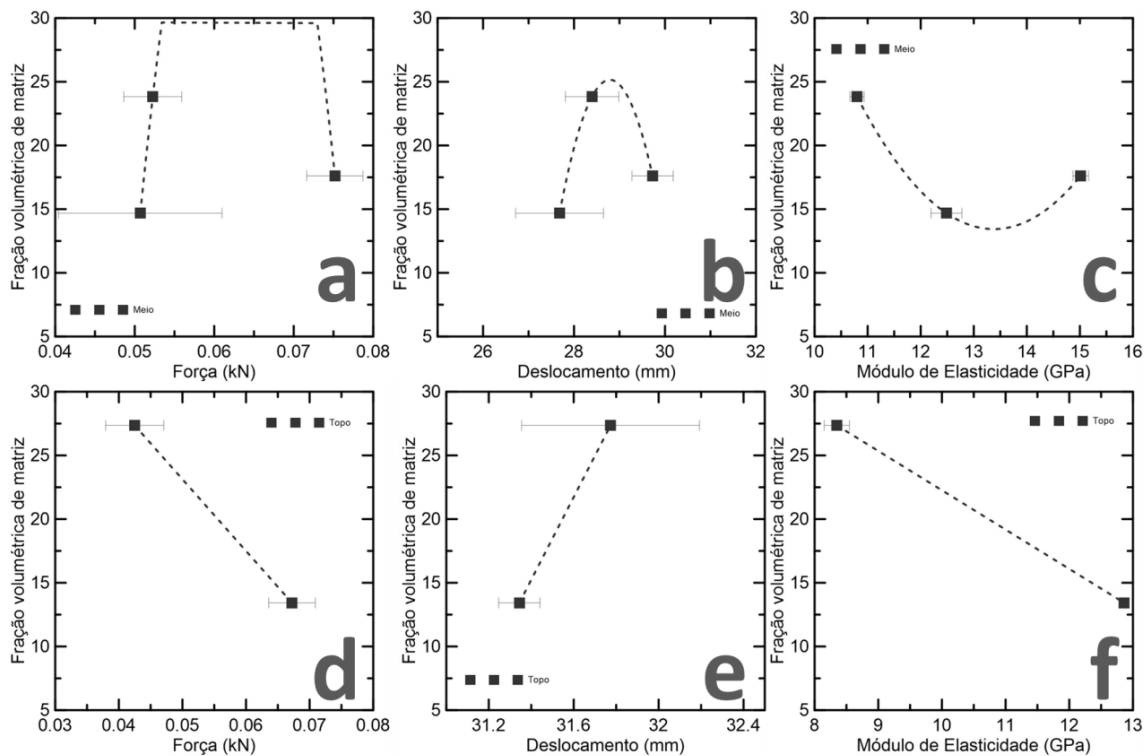 30
25
20
15
10
5
Fração volumétrica de matriz
Meio
a
0.04 0.05 0.06 0.07 0.08
Força (kN)
30
25
20
15
10
5
Fração volumétrica de matriz
Meio
b
26 28 30 32
Deslocamento (mm)
30
25
20
15
10
5
Fração volumétrica de matriz
Meio
c
10 11 12 13 14 15 16
Módulo de Elasticidade (GPa)
30
25
20
15
10
5
Fração volumétrica de matriz
Topo
d
0.03 0.04 0.05 0.06 0.07 0.08
Força (kN)
30
25
20
15
10
5
Fração volumétrica de matriz
Topo
e
31.2 31.6 32 32.4
Deslocamento (mm)
30
25
20
15
10
5
Fração volumétrica de matriz
Topo
f
8 9 10 11 12 13
Módulo de Elasticidade (GPa)